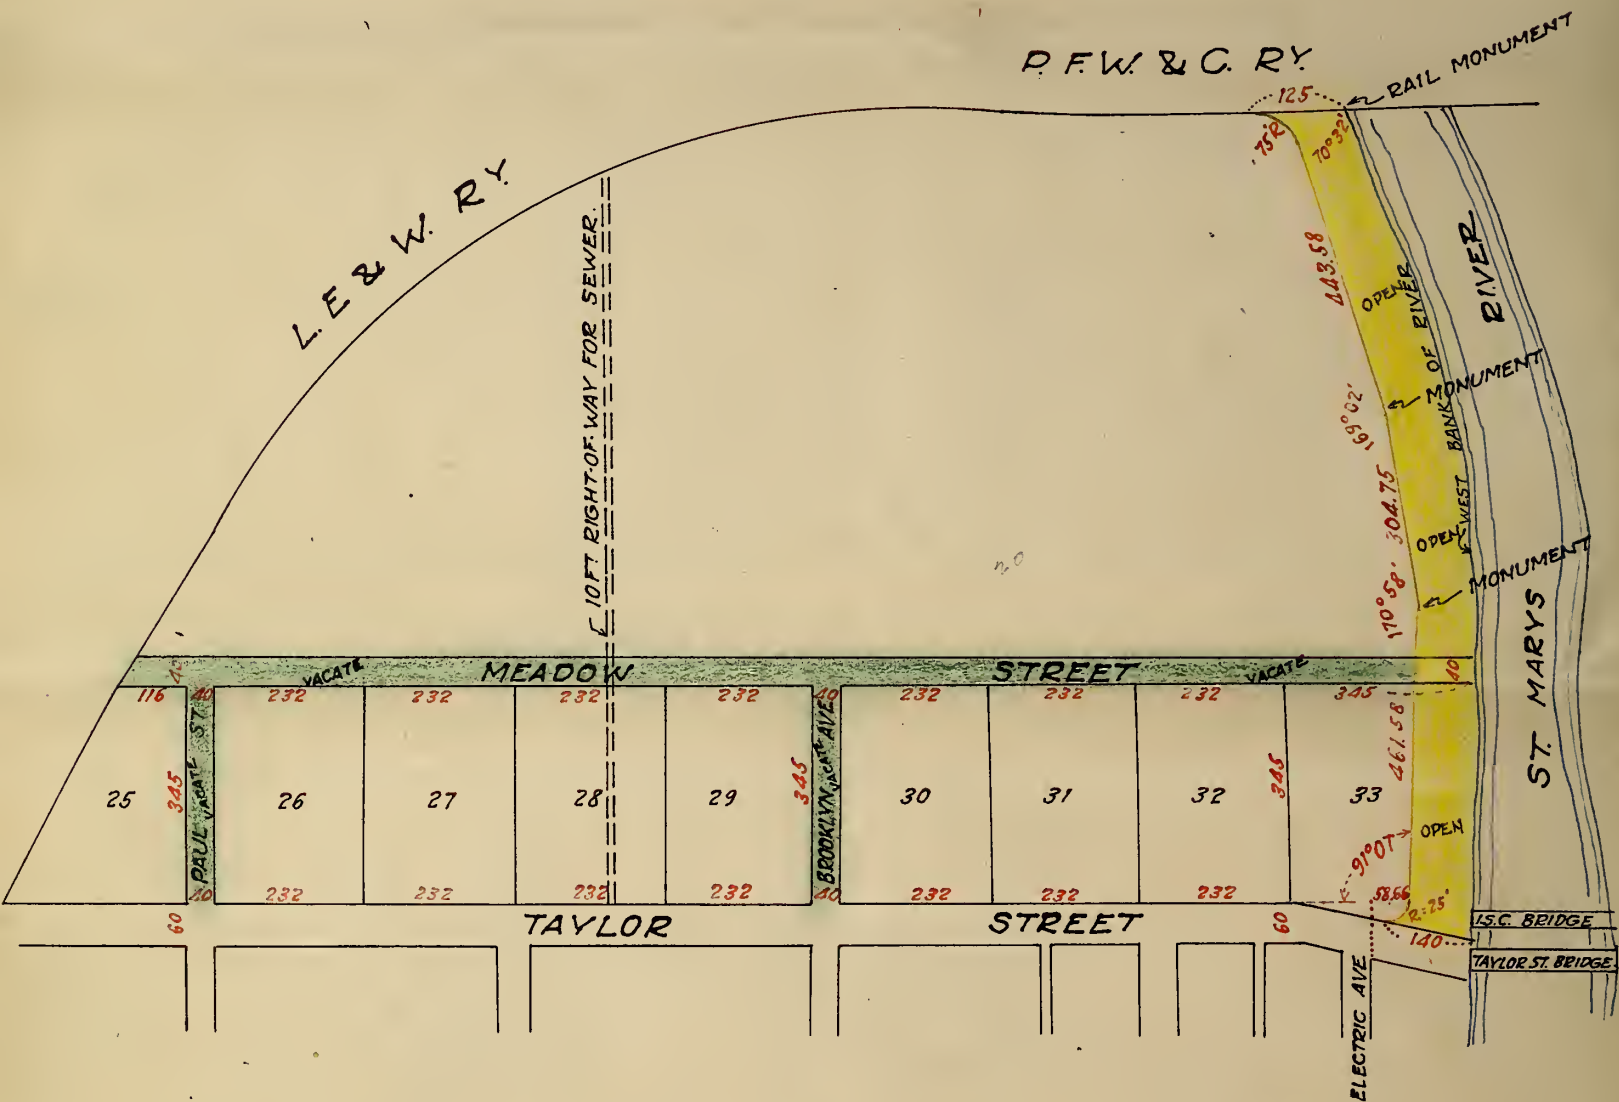 P. F. W. & C. RY.
RAIL MONUMENT
125
75'R
70°32'
L. E & W. RY.
10 FT RIGHT-OF-WAY FOR SEWER.
443.58
OPEN
RIVER
MONUMENT
169°02'
WEST BANK OF RIVER
304.75
OPEN
MONUMENT
170°58'
ST. MARYS
VACATE MEADOW STREET VACATE
40
116 40 232 232 232 232 40 232 232 232 345
PAUL ST
VACATE
BROOKLYN AVE
VACATE
345 345 345 461.58
25 26 27 28 29 30 31 32 33
OPEN
91°01'
40 232 232 232 232 40 232 232 232 58.66
R=25'
60 TAYLOR STREET 60
140
I.S.C. BRIDGE
TAYLOR ST. BRIDGE
ELECTRIC AVE